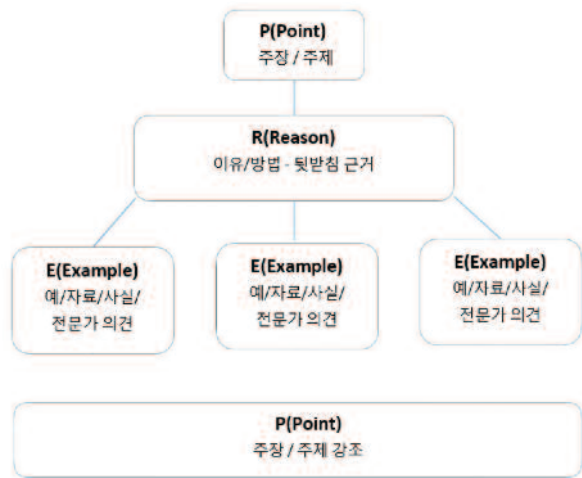 P(Point)
주장 / 주제
R(Reason)
이유/방법 - 뒷받침 근거
E(Example)
예/자료/사실/
전문가 의견
E(Example)
예/자료/사실/
전문가 의견
E(Example)
예/자료/사실/
전문가 의견
P(Point)
주장 / 주제 강조